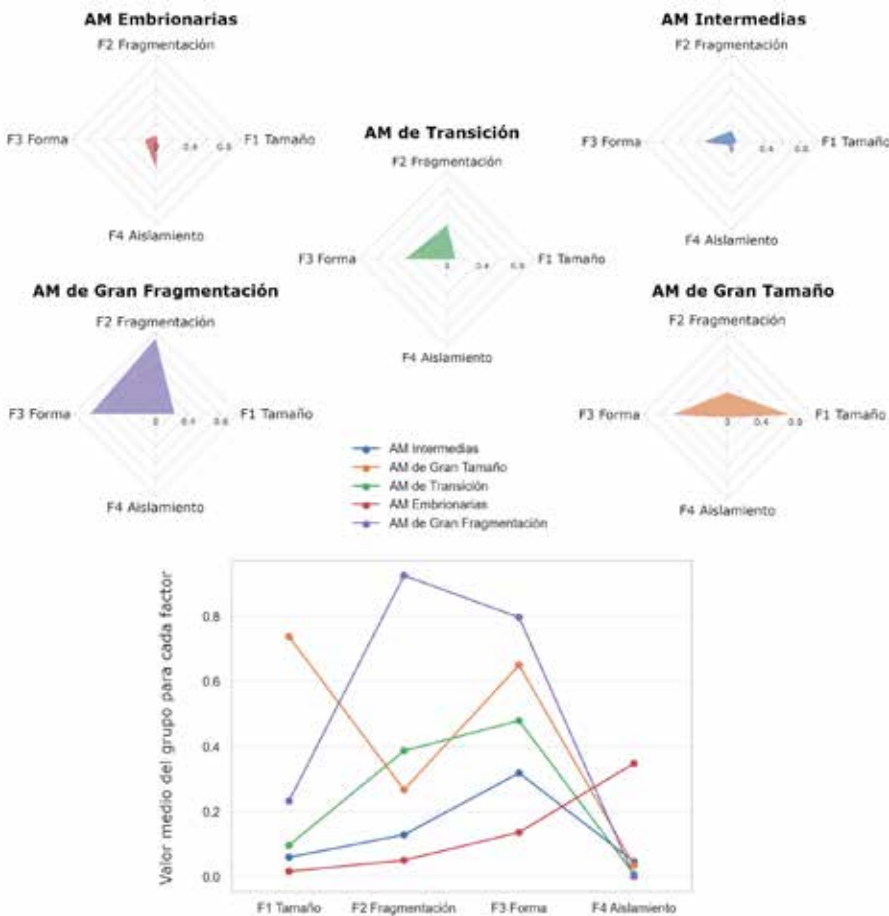 AM Embrionarias
F2 Fragmentación
F3 Forma
0 0.4 0.8
F1 Tamaño
F4 Aislamiento
AM Intermedias
F2 Fragmentación
F3 Forma
0 0.4 0.8
F1 Tamaño
F4 Aislamiento
AM de Transición
F2 Fragmentación
F3 Forma
0 0.4 0.8
F1 Tamaño
F4 Aislamiento
AM de Gran Fragmentación
F2 Fragmentación
F3 Forma
0 0.4 0.8
F1 Tamaño
F4 Aislamiento
AM de Gran Tamaño
F2 Fragmentación
F3 Forma
0 0.4 0.8
F1 Tamaño
F4 Aislamiento
AM Intermedias
AM de Gran Tamaño
AM de Transición
AM Embrionarias
AM de Gran Fragmentación
Valor medio del grupo para cada factor
0.8
0.6
0.4
0.2
0.0
F1 Tamaño F2 Fragmentación F3 Forma F4 Aislamiento